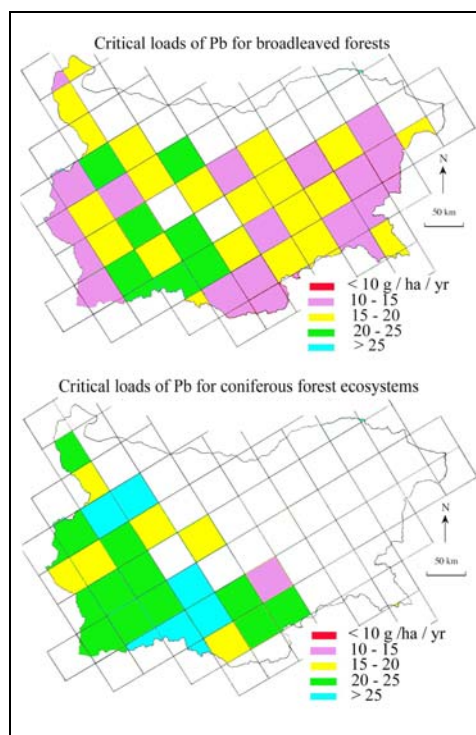 Critical loads of Pb for broadleaved forests
N
50 km
< 10 g / ha / yr
10 - 15
15 - 20
20 - 25
> 25
Critical loads of Pb for coniferous forest ecosystems
N
50 km
< 10 g /ha / yr
10 - 15
15 - 20
20 - 25
> 25